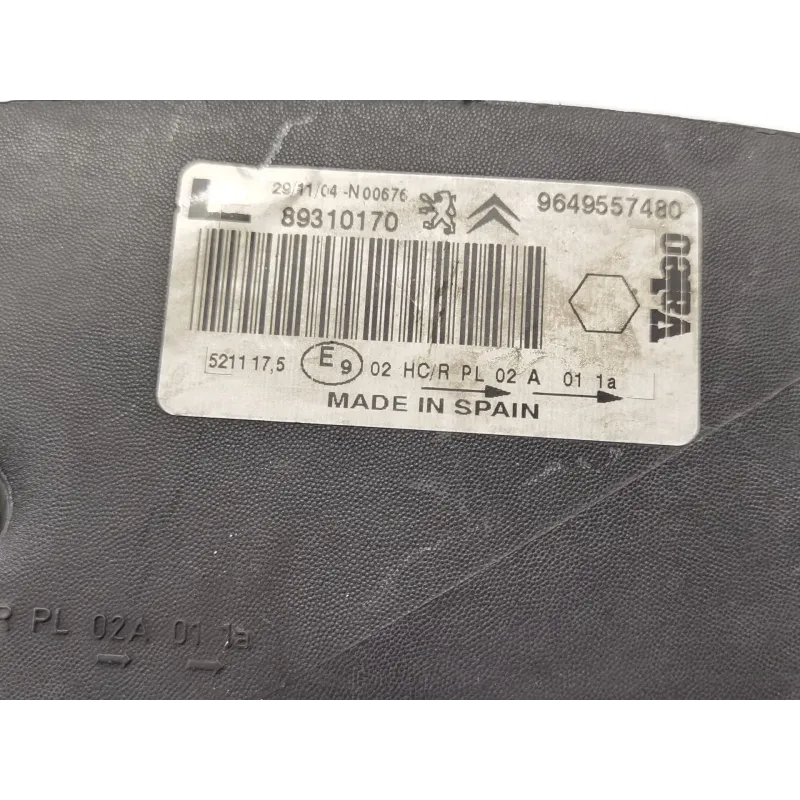 29/11/04 -N00676
89310170
9649557480
5211 17,5 E9 02 HC/R PL 02 A 01 1a
MADE IN SPAIN
R PL 02A 01 1a